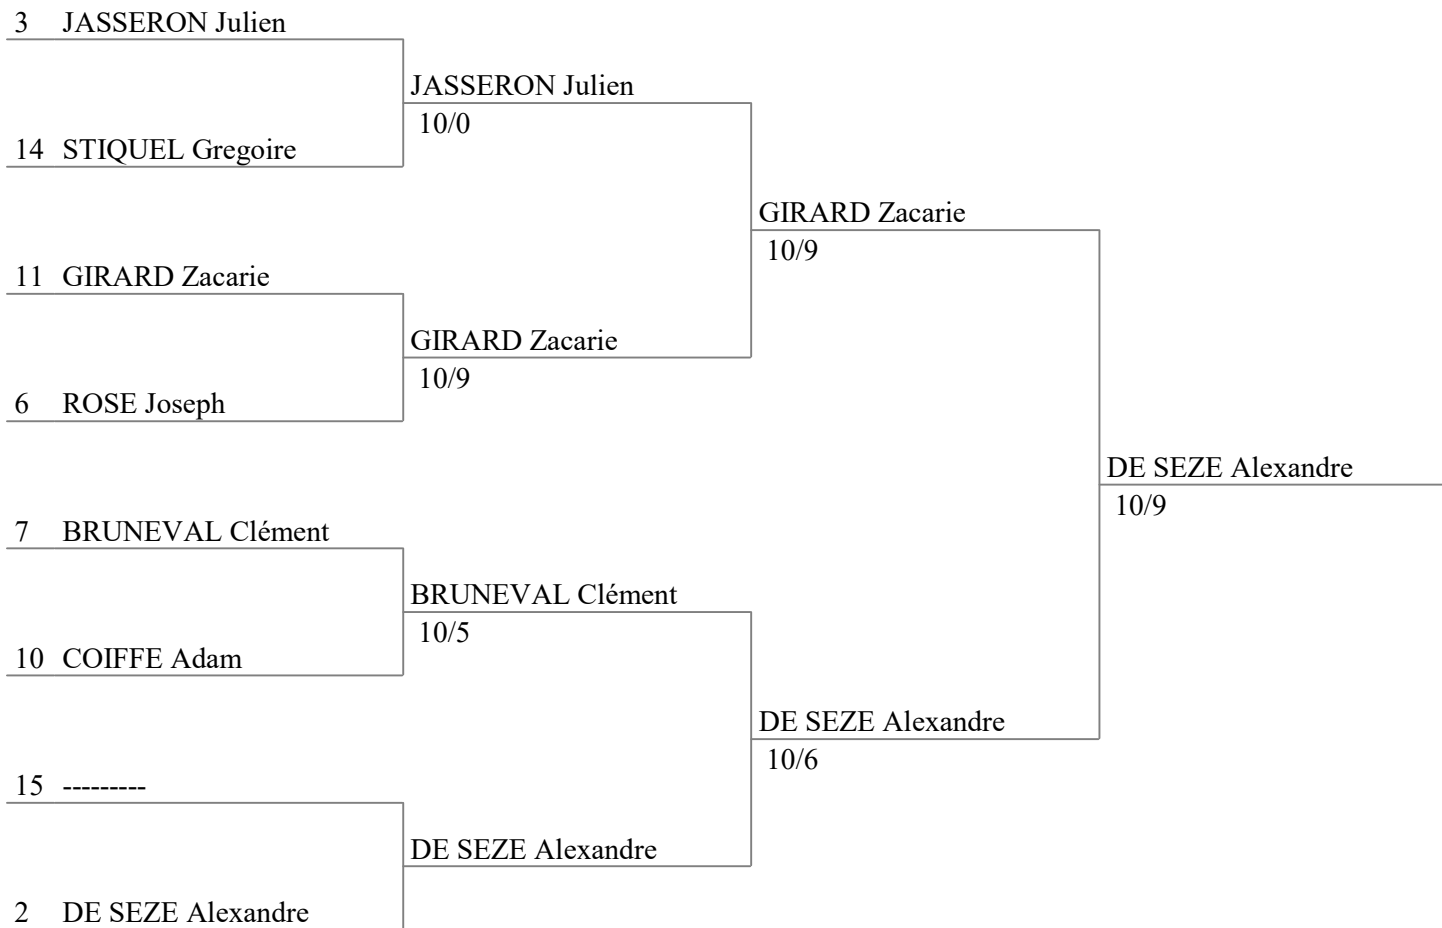 3 JASSERON Julien
JASSERON Julien
10/0
14 STIQUEL Gregoire
GIRARD Zacarie
10/9
11 GIRARD Zacarie
GIRARD Zacarie
10/9
6 ROSE Joseph
DE SEZE Alexandre
10/9
7 BRUNEVAL Clément
BRUNEVAL Clément
10/5
10 COIFFE Adam
DE SEZE Alexandre
10/6
15 ---------
DE SEZE Alexandre
2 DE SEZE Alexandre